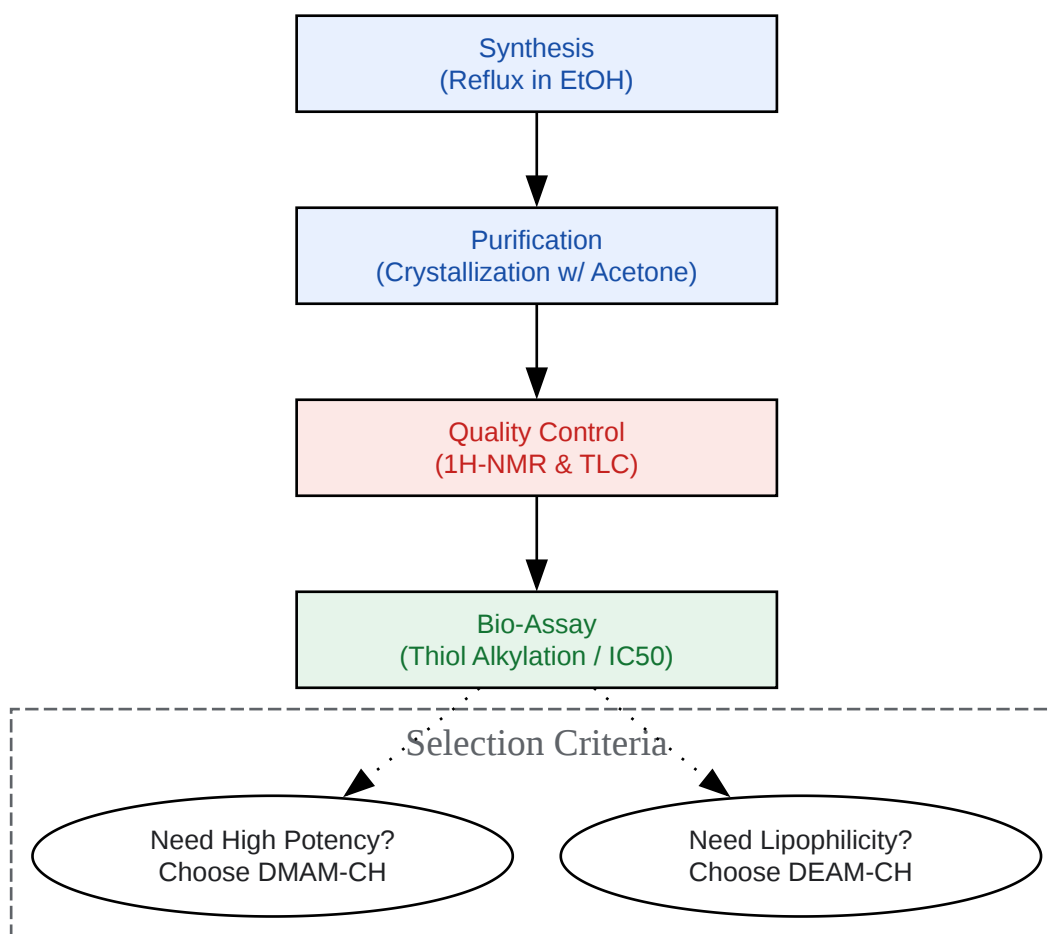 Synthesis
(Reflux in EtOH)
Purification
(Crystallization w/ Acetone)
Quality Control
(1H-NMR & TLC)
Bio-Assay
(Thiol Alkylation / IC50)
Selection Criteria
Need High Potency?
Choose DMAM-CH
Need Lipophilicity?
Choose DEAM-CH